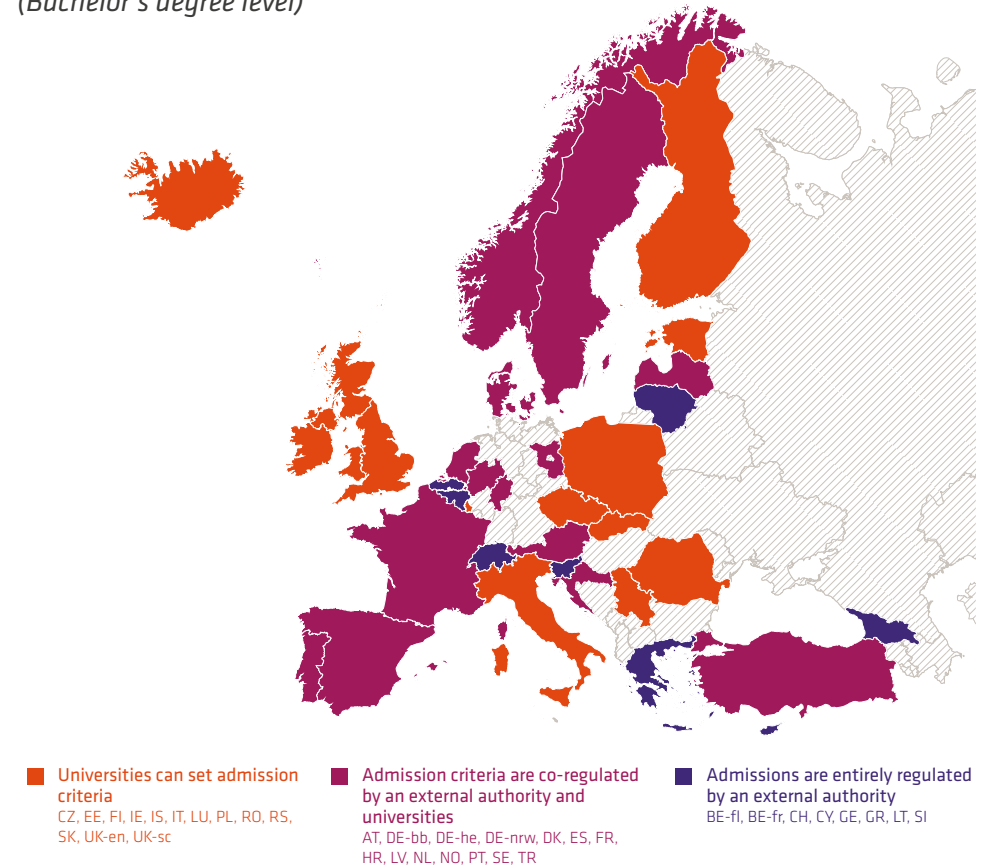 (Bachelor's degree level)
Universities can set admission
criteria
CZ, EE, FI, IE, IS, IT, LU, PL, RO, RS,
SK, UK-en, UK-sc
Admission criteria are co-regulated
by an external authority and
universities
AT, DE-bb, DE-he, DE-nrw, DK, ES, FR,
HR, LV, NL, NO, PT, SE, TR
Admissions are entirely regulated
by an external authority
BE-fl, BE-fr, CH, CY, GE, GR, LT, SI